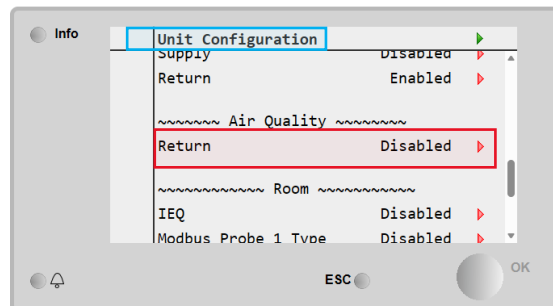 Info
Unit Configuration
Supply Disabled
Return Enabled
~~~~~~~ Air Quality ~~~~~~~~
Return Disabled
~~~~~~~~~~~~ Room ~~~~~~~~~~~
IEQ Disabled
Modbus Probe 1 Type Disabled
ESC
OK